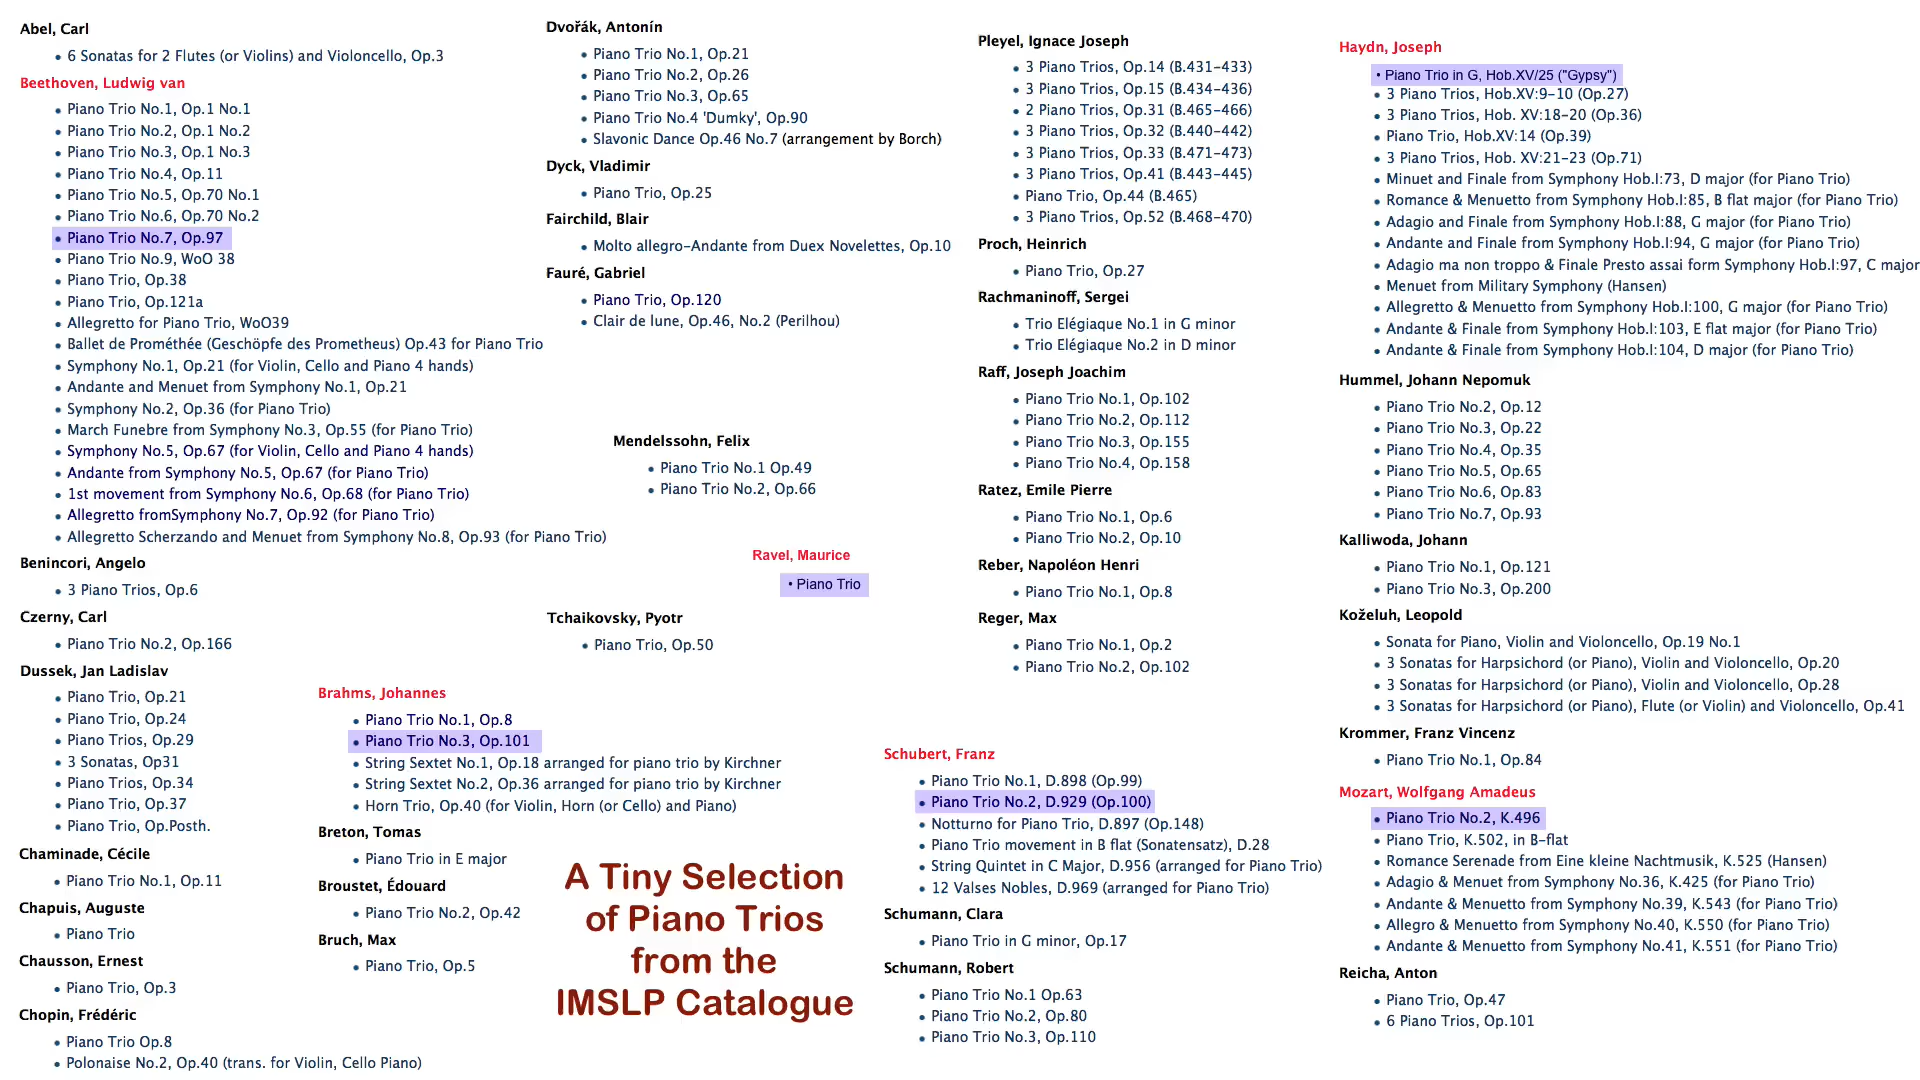 Abel, Carl
• 6 Sonatas for 2 Flutes (or Violins) and Violoncello, Op.3
Beethoven, Ludwig van
• Piano Trio No.1, Op.1 No.1
• Piano Trio No.2, Op.1 No.2
• Piano Trio No.3, Op.1 No.3
• Piano Trio No.4, Op.11
• Piano Trio No.5, Op.70 No.1
• Piano Trio No.6, Op.70 No.2
• Piano Trio No.7, Op.97
• Piano Trio No.9, WoO 38
• Piano Trio, Op.38
• Piano Trio, Op.121a
• Allegretto for Piano Trio, WoO39
• Ballet de Prométhée (Geschöpfe des Prometheus) Op.43 for Piano Trio
• Symphony No.1, Op.21 (for Violin, Cello and Piano 4 hands)
• Andante and Menuet from Symphony No.1, Op.21
• Symphony No.2, Op.36 (for Piano Trio)
• March Funebre from Symphony No.3, Op.55 (for Piano Trio)
• Symphony No.5, Op.67 (for Violin, Cello and Piano 4 hands)
• Andante from Symphony No.5, Op.67 (for Piano Trio)
• 1st movement from Symphony No.6, Op.68 (for Piano Trio)
• Allegretto fromSymphony No.7, Op.92 (for Piano Trio)
• Allegretto Scherzando and Menuet from Symphony No.8, Op.93 (for Piano Trio)
Benincori, Angelo
• 3 Piano Trios, Op.6
Czerny, Carl
• Piano Trio No.2, Op.166
Dussek, Jan Ladislav
• Piano Trio, Op.21
• Piano Trio, Op.24
• Piano Trios, Op.29
• 3 Sonatas, Op31
• Piano Trios, Op.34
• Piano Trio, Op.37
• Piano Trio, Op.Posth.
Chaminade, Cécile
• Piano Trio No.1, Op.11
Chapuis, Auguste
• Piano Trio
Chausson, Ernest
• Piano Trio, Op.3
Chopin, Frédéric
• Piano Trio Op.8
• Polonaise No.2, Op.40 (trans. for Violin, Cello Piano)
Brahms, Johannes
• Piano Trio No.1, Op.8
• Piano Trio No.3, Op.101
• String Sextet No.1, Op.18 arranged for piano trio by Kirchner
• String Sextet No.2, Op.36 arranged for piano trio by Kirchner
• Horn Trio, Op.40 (for Violin, Horn (or Cello) and Piano)
Breton, Tomas
• Piano Trio in E major
Broustet, Édouard
• Piano Trio No.2, Op.42
Bruch, Max
• Piano Trio, Op.5
Dvořák, Antonín
• Piano Trio No.1, Op.21
• Piano Trio No.2, Op.26
• Piano Trio No.3, Op.65
• Piano Trio No.4 'Dumky', Op.90
• Slavonic Dance Op.46 No.7 (arrangement by Borch)
Dyck, Vladimir
• Piano Trio, Op.25
Fairchild, Blair
• Molto allegro-Andante from Duex Novelettes, Op.10
Fauré, Gabriel
• Piano Trio, Op.120
• Clair de lune, Op.46, No.2 (Perilhou)
Mendelssohn, Felix
• Piano Trio No.1 Op.49
• Piano Trio No.2, Op.66
Ravel, Maurice
• Piano Trio
Tchaikovsky, Pyotr
• Piano Trio, Op.50
A Tiny Selection
of Piano Trios
from the
IMSLP Catalogue
Pleyel, Ignace Joseph
• 3 Piano Trios, Op.14 (B.431-433)
• 3 Piano Trios, Op.15 (B.434-436)
• 2 Piano Trios, Op.31 (B.465-466)
• 3 Piano Trios, Op.32 (B.440-442)
• 3 Piano Trios, Op.33 (B.471-473)
• 3 Piano Trios, Op.41 (B.443-445)
• Piano Trio, Op.44 (B.465)
• 3 Piano Trios, Op.52 (B.468-470)
Proch, Heinrich
• Piano Trio, Op.27
Rachmaninoff, Sergei
• Trio Elégiaque No.1 in G minor
• Trio Elégiaque No.2 in D minor
Raff, Joseph Joachim
• Piano Trio No.1, Op.102
• Piano Trio No.2, Op.112
• Piano Trio No.3, Op.155
• Piano Trio No.4, Op.158
Ratez, Emile Pierre
• Piano Trio No.1, Op.6
• Piano Trio No.2, Op.10
Reber, Napoléon Henri
• Piano Trio No.1, Op.8
Reger, Max
• Piano Trio No.1, Op.2
• Piano Trio No.2, Op.102
Schubert, Franz
• Piano Trio No.1, D.898 (Op.99)
• Piano Trio No.2, D.929 (Op.100)
• Notturno for Piano Trio, D.897 (Op.148)
• Piano Trio movement in B flat (Sonatensatz), D.28
• String Quintet in C Major, D.956 (arranged for Piano Trio)
• 12 Valses Nobles, D.969 (arranged for Piano Trio)
Schumann, Clara
• Piano Trio in G minor, Op.17
Schumann, Robert
• Piano Trio No.1 Op.63
• Piano Trio No.2, Op.80
• Piano Trio No.3, Op.110
Haydn, Joseph
• Piano Trio in G, Hob.XV/25 ("Gypsy")
• 3 Piano Trios, Hob.XV:9-10 (Op.27)
• 3 Piano Trios, Hob. XV:18-20 (Op.36)
• Piano Trio, Hob.XV:14 (Op.39)
• 3 Piano Trios, Hob. XV:21-23 (Op.71)
• Minuet and Finale from Symphony Hob.I:73, D major (for Piano Trio)
• Romance & Menuetto from Symphony Hob.I:85, B flat major (for Piano Trio)
• Adagio and Finale from Symphony Hob.I:88, G major (for Piano Trio)
• Andante and Finale from Symphony Hob.I:94, G major (for Piano Trio)
• Adagio ma non troppo & Finale Presto assai form Symphony Hob.I:97, C major
• Menuet from Military Symphony (Hansen)
• Allegretto & Menuetto from Symphony Hob.I:100, G major (for Piano Trio)
• Andante & Finale from Symphony Hob.I:103, E flat major (for Piano Trio)
• Andante & Finale from Symphony Hob.I:104, D major (for Piano Trio)
Hummel, Johann Nepomuk
• Piano Trio No.2, Op.12
• Piano Trio No.3, Op.22
• Piano Trio No.4, Op.35
• Piano Trio No.5, Op.65
• Piano Trio No.6, Op.83
• Piano Trio No.7, Op.93
Kalliwoda, Johann
• Piano Trio No.1, Op.121
• Piano Trio No.3, Op.200
Koželuh, Leopold
• Sonata for Piano, Violin and Violoncello, Op.19 No.1
• 3 Sonatas for Harpsichord (or Piano), Violin and Violoncello, Op.20
• 3 Sonatas for Harpsichord (or Piano), Violin and Violoncello, Op.28
• 3 Sonatas for Harpsichord (or Piano), Flute (or Violin) and Violoncello, Op.41
Krommer, Franz Vincenz
• Piano Trio No.1, Op.84
Mozart, Wolfgang Amadeus
• Piano Trio No.2, K.496
• Piano Trio, K.502, in B-flat
• Romance Serenade from Eine kleine Nachtmusik, K.525 (Hansen)
• Adagio & Menuet from Symphony No.36, K.425 (for Piano Trio)
• Andante & Menuetto from Symphony No.39, K.543 (for Piano Trio)
• Allegro & Menuetto from Symphony No.40, K.550 (for Piano Trio)
• Andante & Menuetto from Symphony No.41, K.551 (for Piano Trio)
Reicha, Anton
• Piano Trio, Op.47
• 6 Piano Trios, Op.101